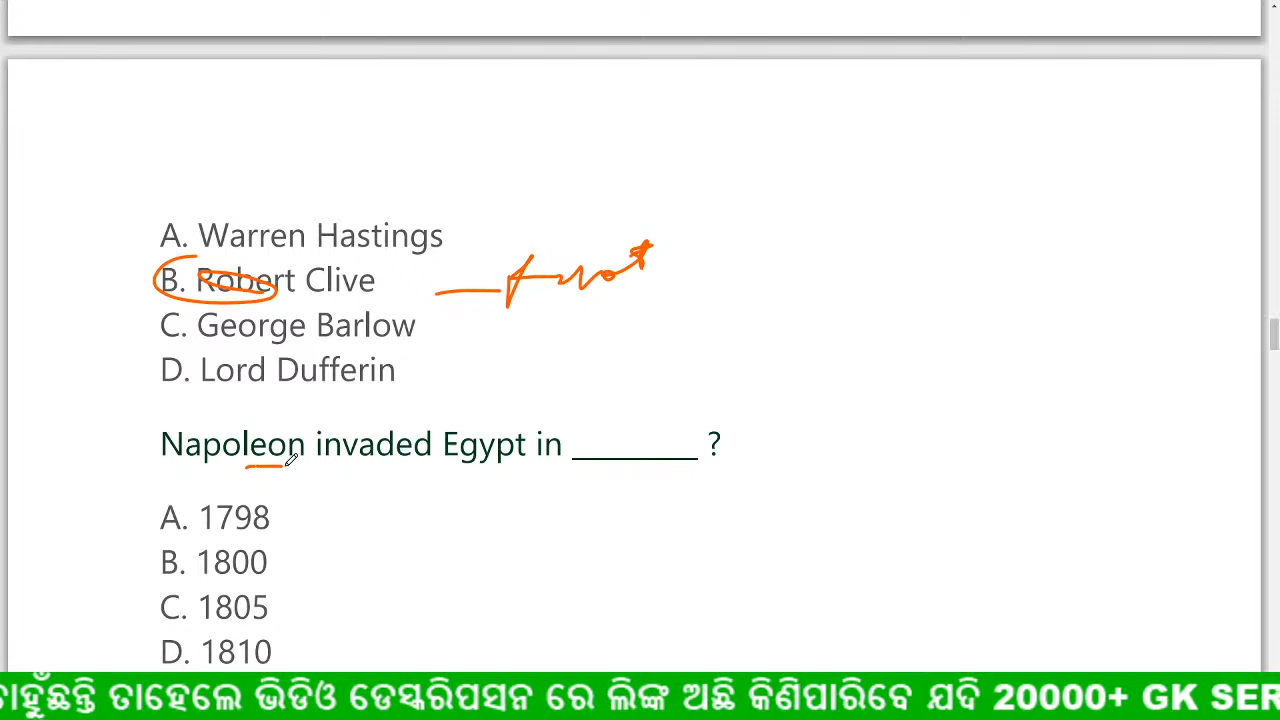 A. Warren Hastings
B. Robert Clive
C. George Barlow
D. Lord Dufferin
Napoleon invaded Egypt in ________ ?
A. 1798
B. 1800
C. 1805
D. 1810
ଚାହୁଁଛନ୍ତି ତାହେଲେ ଭିଡିଓ ଡେସ୍କରିପସନ ରେ ଲିଙ୍କ ଅଛି କିଣିପାରିବେ ଯଦି 20000+ GK SER